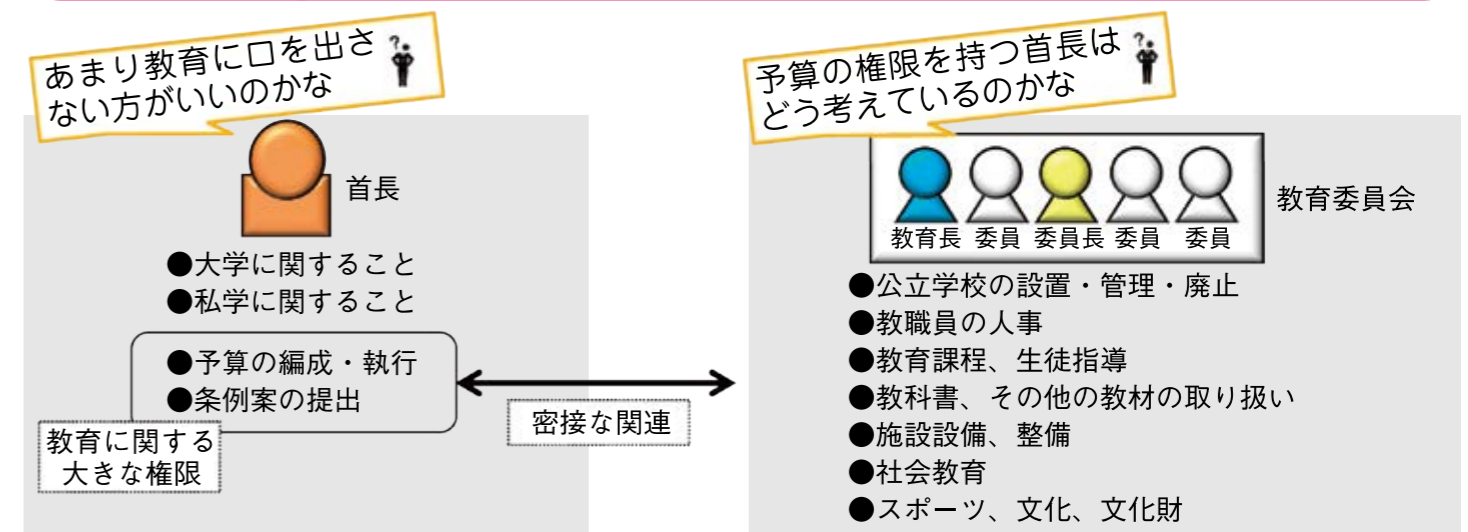 あまり教育に口を出さ
ない方がいいのかな
首長
●大学に関すること
●私学に関すること
●予算の編成・執行
●条例案の提出
教育に関する
大きな権限
密接な関連
予算の権限を持つ首長は
どう考えているのかな
教育長 委員 委員長 委員 委員
教育委員会
●公立学校の設置・管理・廃止
●教職員の人事
●教育課程、生徒指導
●教科書、その他の教材の取り扱い
●施設設備、整備
●社会教育
●スポーツ、文化、文化財